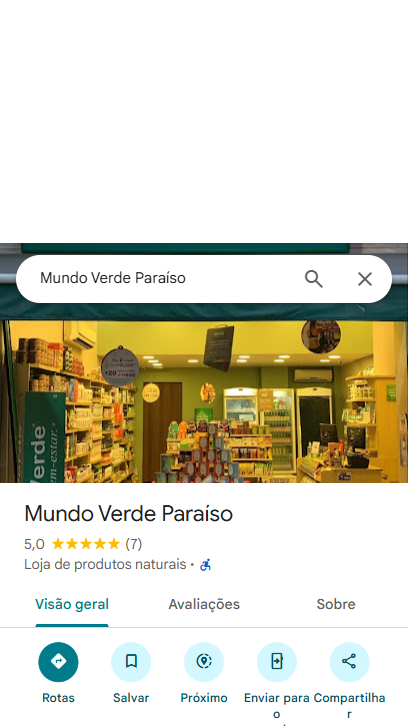 Mundo Verde Paraíso
Verde
em-estar.
Mundo Verde Paraíso
5,0 (7)
Loja de produtos naturais ·
Visão geral
Avaliações
Sobre
Rotas
Salvar
Próximo
Enviar para o
Compartilhar